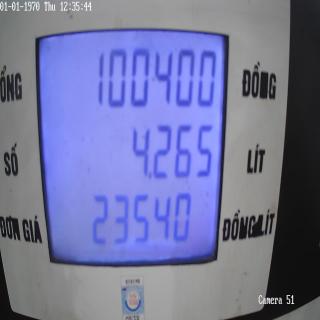 01-01-1970 Thu 12:35:44
ỔNG 100400 ĐỒNG
SỐ 4.265 LÍT
ĐƠN GIÁ 23540 ĐỒNG/LÍT
Camera 51